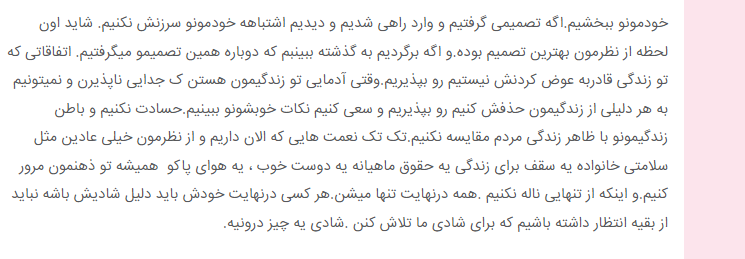 خودمونو ببخشیم.اگه تصمیمی گرفتیم و وارد راهی شدیم و دیدیم اشتباهه خودمونو سرزنش نکنیم. شاید اون
لحظه از نظرمون بهترین تصمیم بوده.و اگه برگردیم به گذشته ببینیم که دوباره همین تصمیمو میگرفتیم. اتفاقاتی که
تو زندگی قادربه عوض کردنش نیستیم رو بپذیریم.وقتی آدمایی تو زندگیمون هستن ک جدایی ناپذیرن و نمیتونیم
به هر دلیلی از زندگیمون حذفش کنیم رو بپذیریم و سعی کنیم نکات خوبشونو ببینیم.حسادت نکنیم و باطن
زندگیمونو با ظاهر زندگی مردم مقایسه نکنیم.تک تک نعمت هایی که الان داریم و از نظرمون خیلی عادین مثل
سلامتی خانواده یه سقف برای زندگی یه حقوق ماهیانه یه دوست خوب ، یه هوای پاکو همیشه تو ذهنمون مرور
کنیم.و اینکه از تنهایی ناله نکنیم .همه درنهایت تنها میشن.هر کسی درنهایت خودش باید دلیل شادیش باشه نباید
از بقیه انتظار داشته باشیم که برای شادی ما تلاش کنن .شادی یه چیز درونیه.